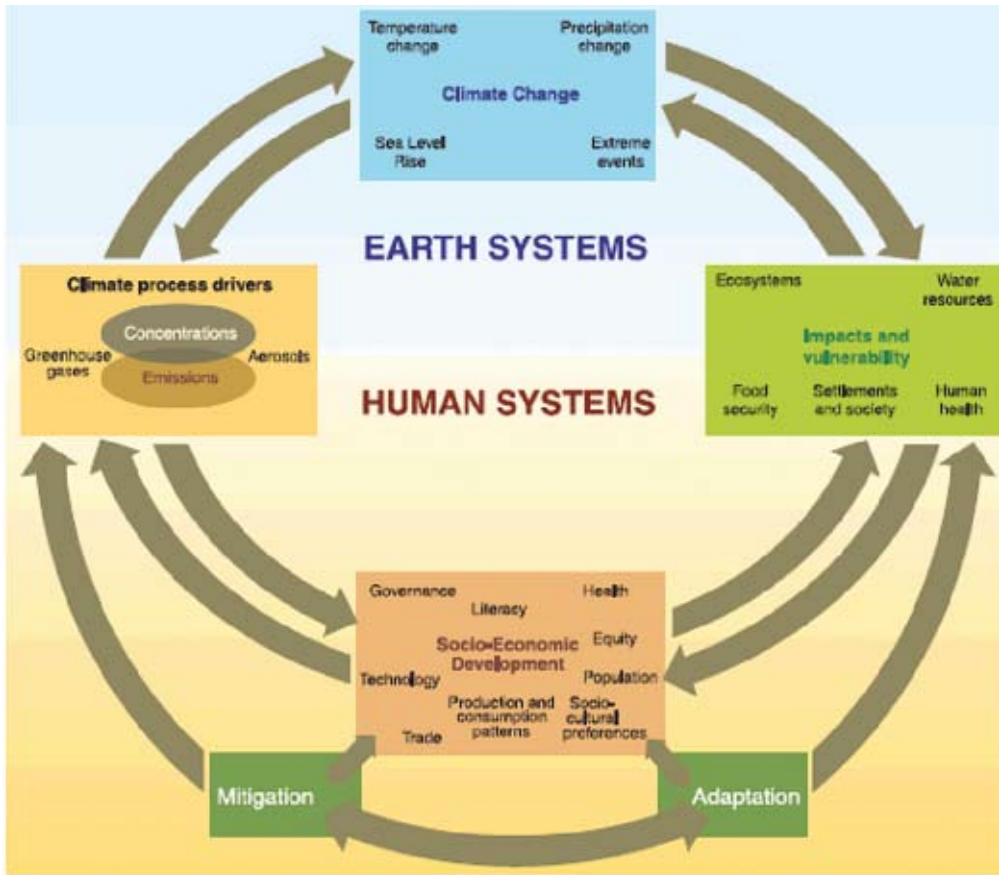 Temperature
change
Precipitation
change
Climate Change
Sea Level
Rise
Extreme
events
EARTH SYSTEMS
Climate process drivers
Concentrations
Greenhouse
gases
Aerosols
Emissions
Ecosystems
Water
resources
Impacts and
vulnerability
Food
security
Settlements
and society
Human
health
HUMAN SYSTEMS
Governance
Literacy
Health
Equity
Socio-Economic
Development
Technology
Population
Production and
consumption
patterns
Socio-
cultural
preferences
Trade
Mitigation
Adaptation